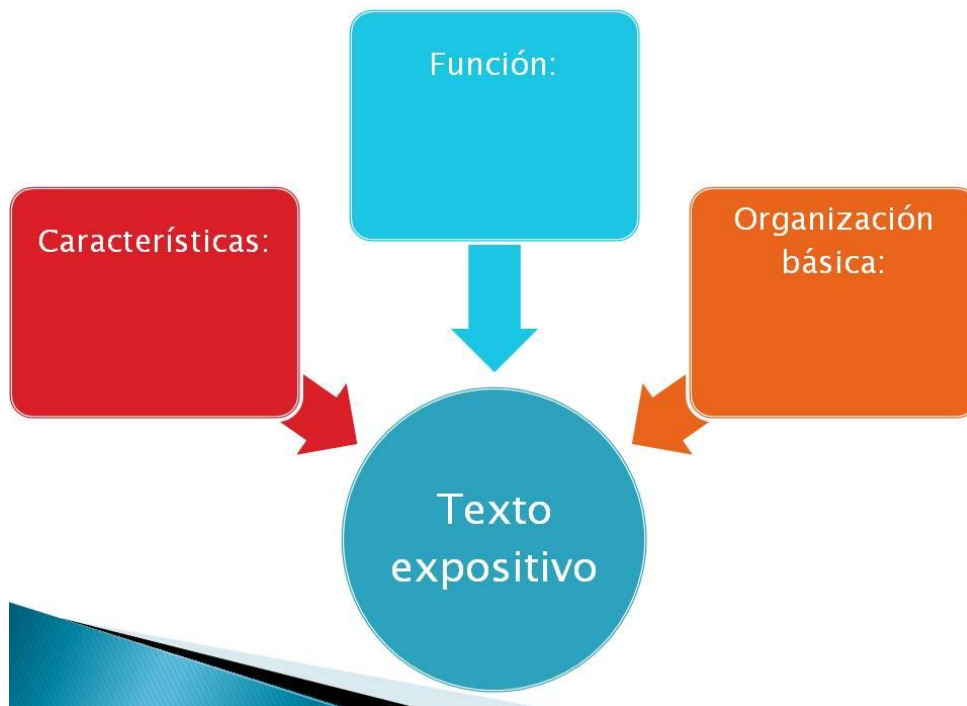 Función:
Características:
Organización
básica:
Texto
expositivo